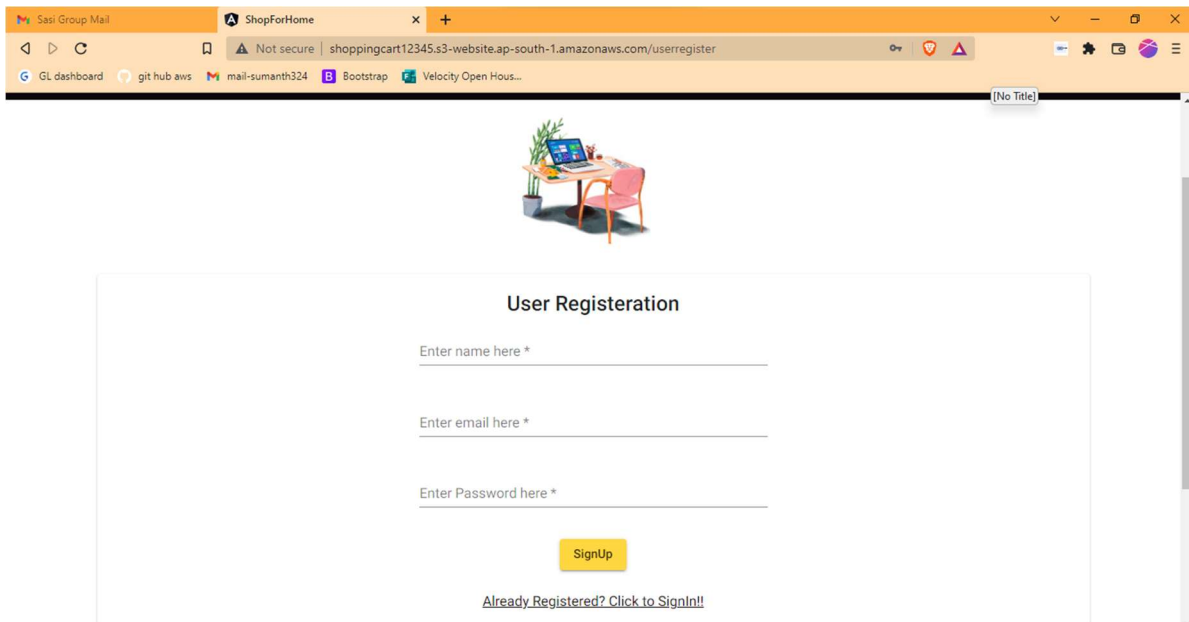 Sasi Group Mail
ShopForHome
Not secure | shoppingcart12345.s3-website.ap-south-1.amazonaws.com/userregister
GL dashboard git hub aws mail-sumanth324 B Bootstrap Velocity Open Hous...
[No Title]
User Registeration
Enter name here *
Enter email here *
Enter Password here *
SignUp
Already Registered? Click to SignIn!!